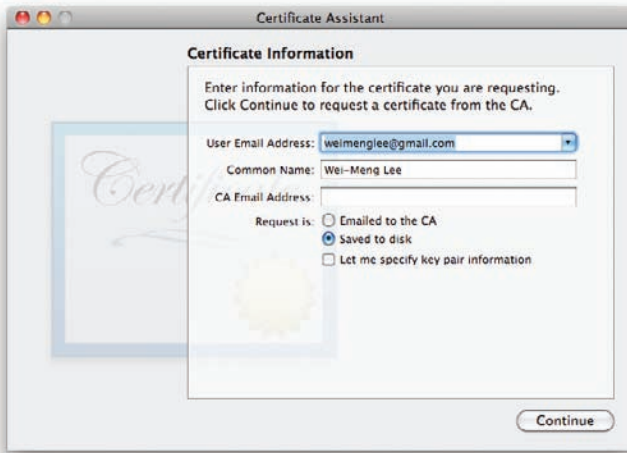 Certificate Assistant
Certificate Information
Enter information for the certificate you are requesting.
Click Continue to request a certificate from the CA.
User Email Address: weimenglee@gmail.com
Common Name: Wei-Meng Lee
CA Email Address:
Request is: Emailed to the CA
Saved to disk
Let me specify key pair information
Continue